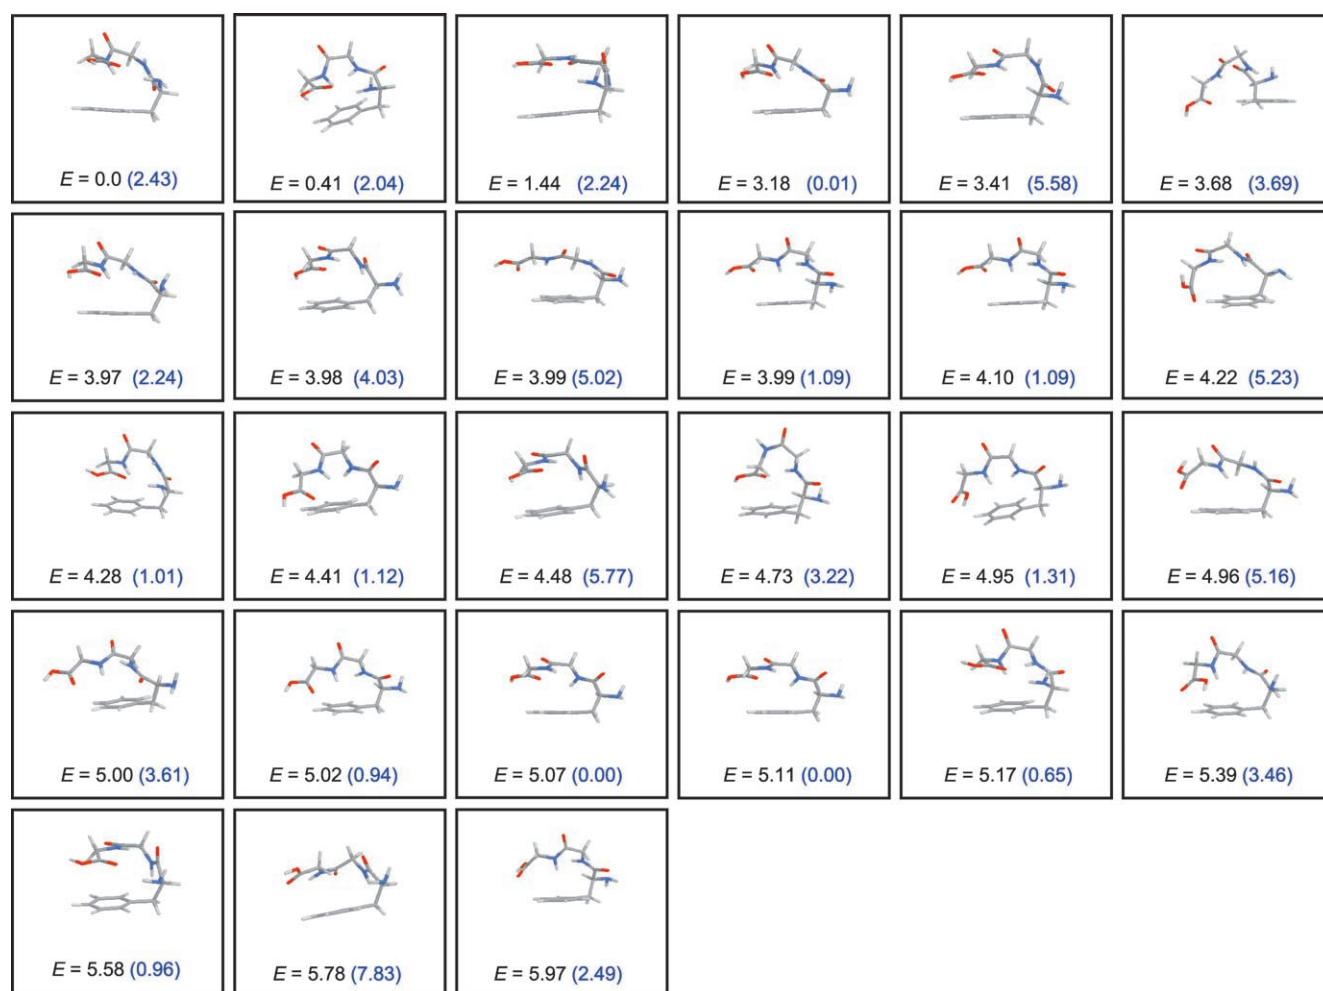 E = 0.0 (2.43)
E = 0.41 (2.04)
E = 1.44 (2.24)
E = 3.18 (0.01)
E = 3.41 (5.58)
E = 3.68 (3.69)
E = 3.97 (2.24)
E = 3.98 (4.03)
E = 3.99 (5.02)
E = 3.99 (1.09)
E = 4.10 (1.09)
E = 4.22 (5.23)
E = 4.28 (1.01)
E = 4.41 (1.12)
E = 4.48 (5.77)
E = 4.73 (3.22)
E = 4.95 (1.31)
E = 4.96 (5.16)
E = 5.00 (3.61)
E = 5.02 (0.94)
E = 5.07 (0.00)
E = 5.11 (0.00)
E = 5.17 (0.65)
E = 5.39 (3.46)
E = 5.58 (0.96)
E = 5.78 (7.83)
E = 5.97 (2.49)